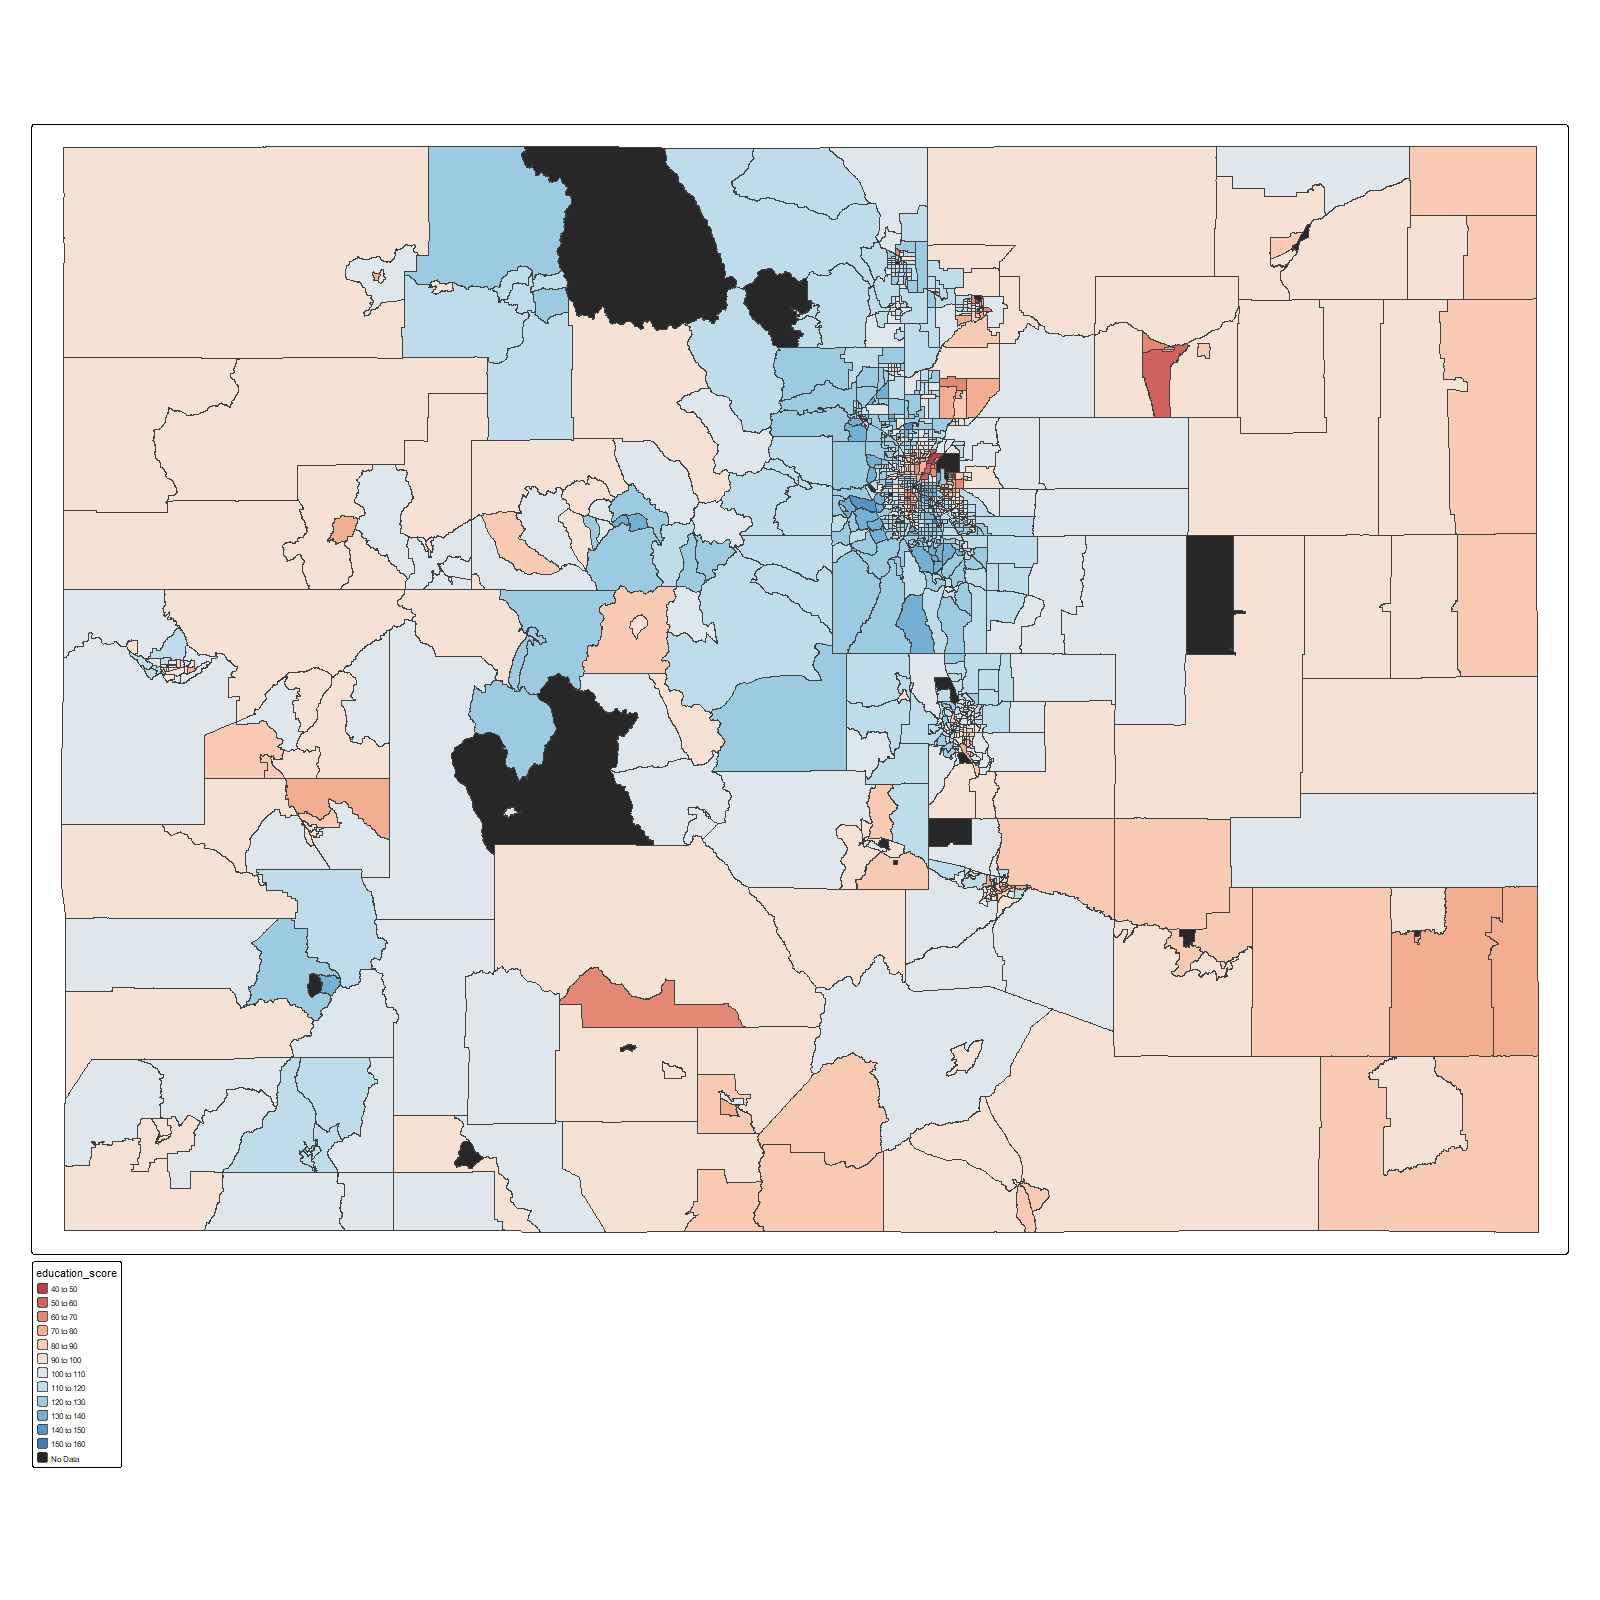 education_score
40 to 50
50 to 60
60 to 70
70 to 80
80 to 90
90 to 100
100 to 110
110 to 120
120 to 130
130 to 140
140 to 150
150 to 160
No Data